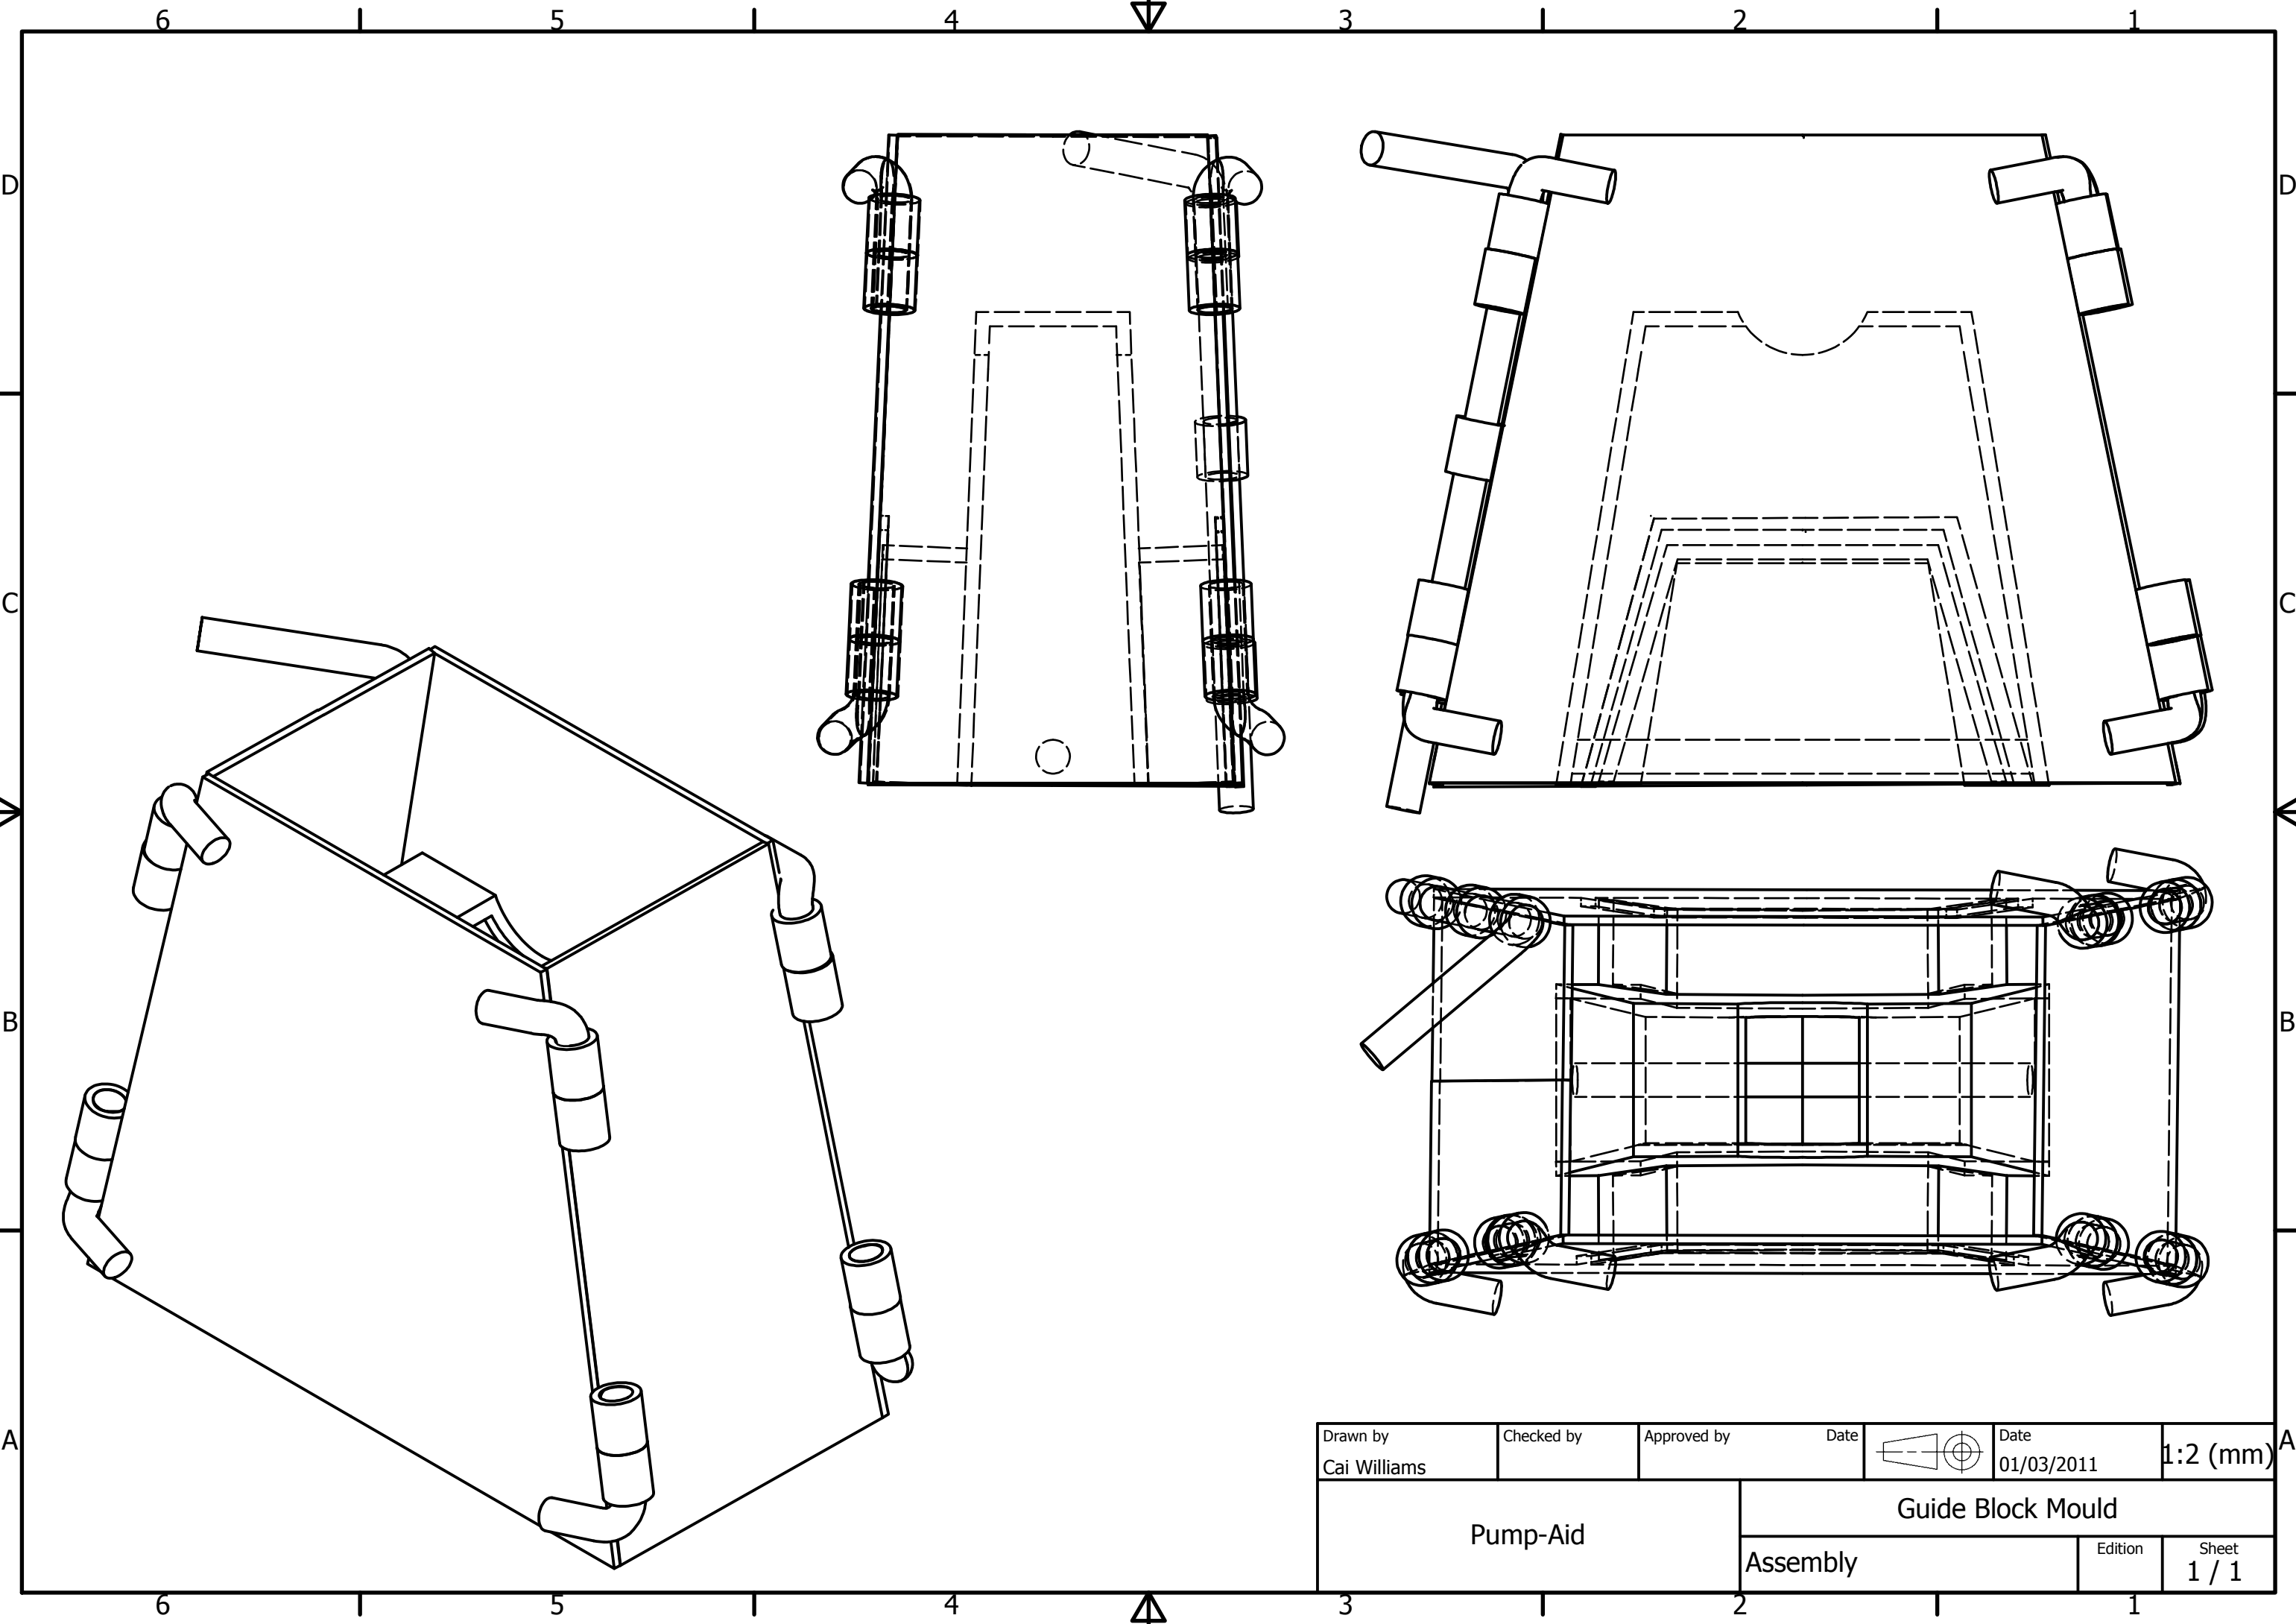 6 5 4 3 2 1
D D
C C
B B
A A
Drawn by
Cai Williams
Checked by
Approved by Date
Date
01/03/2011
1:2 (mm)
Pump-Aid
Guide Block Mould
Assembly
Edition
Sheet
1 / 1
6 5 4 3 2 1